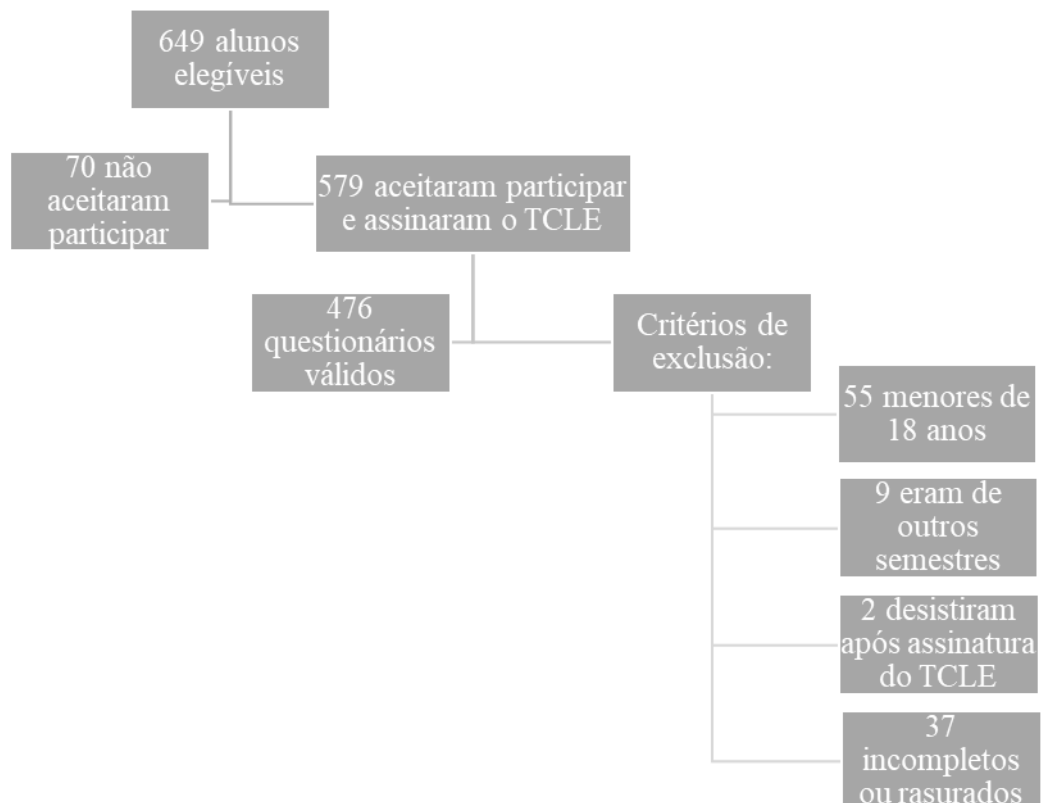 649 alunos
elegíveis
70 não
aceitaram
participar
579 aceitaram participar
e assinaram o TCLE
476
questionários
válidos
Critérios de
exclusão:
55 menores de
18 anos
9 eram de
outros
semestres
2 desistiram
após assinatura
do TCLE
37
incompletos
ou rasurados